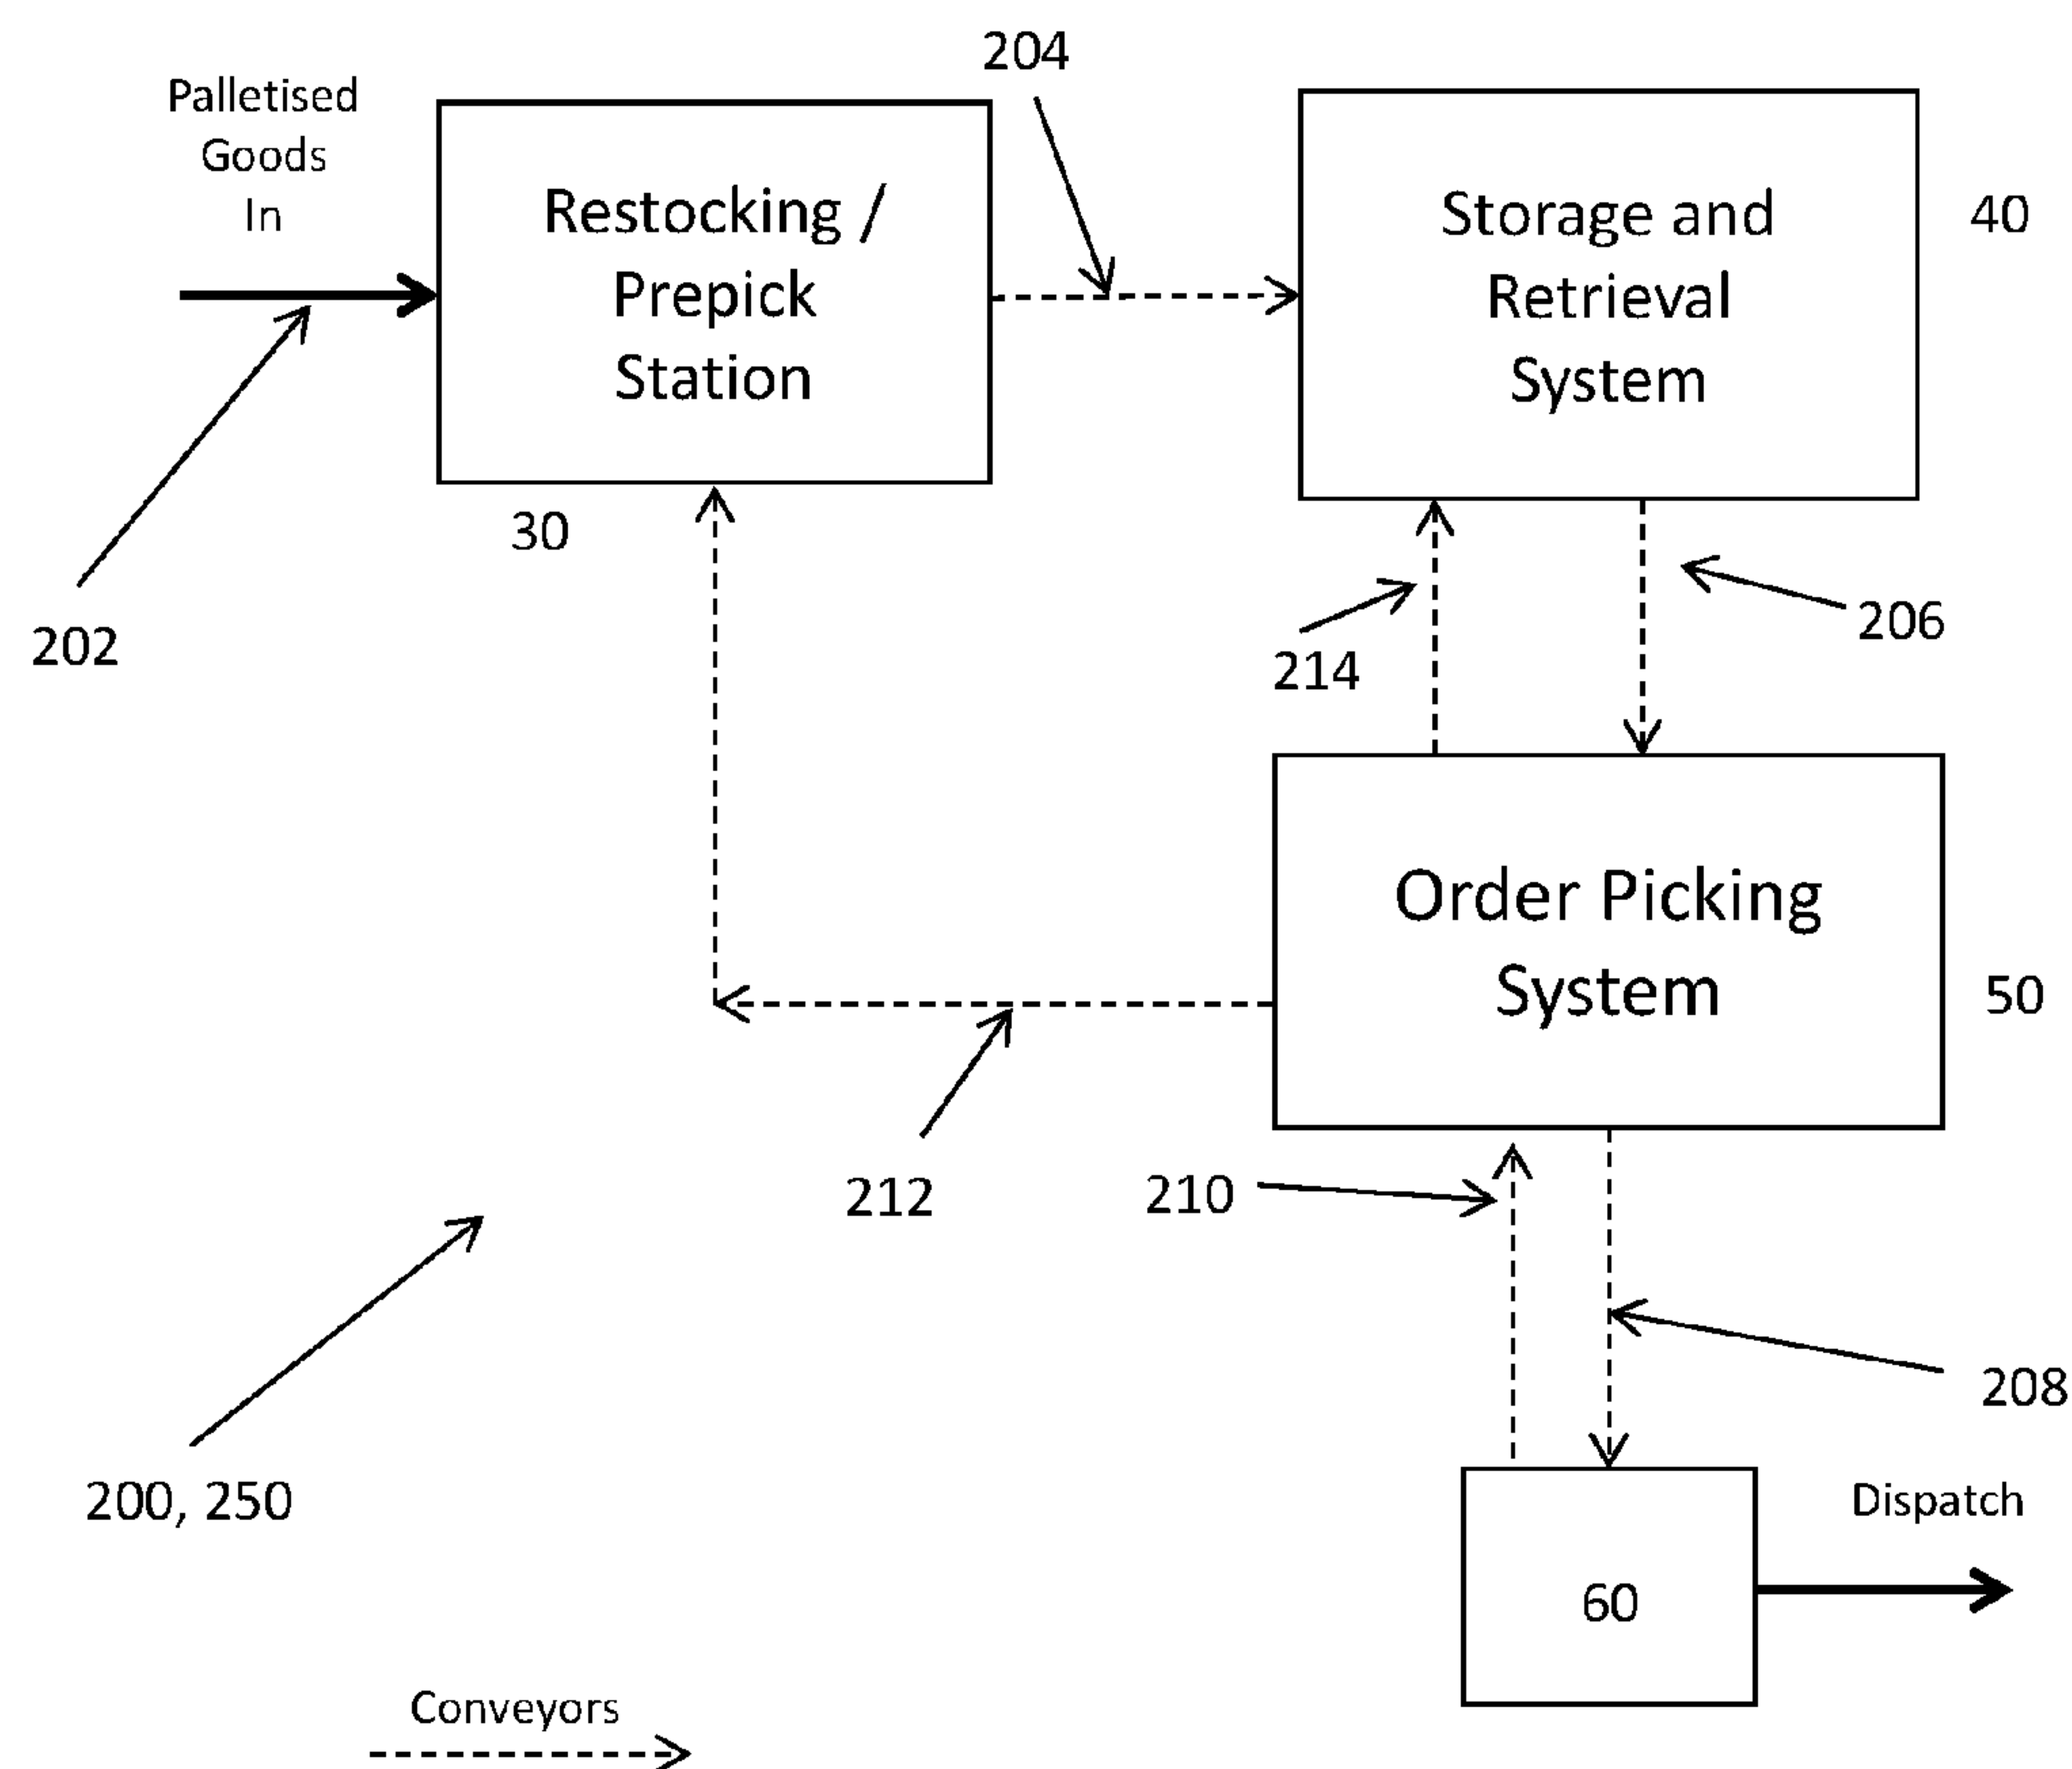 204
Palletised
Goods
In
Restocking /
Prepick
Station
Storage and
Retrieval
System
40
30
202
214
206
Order Picking
System
50
212
210
208
200, 250
Dispatch
60
Conveyors